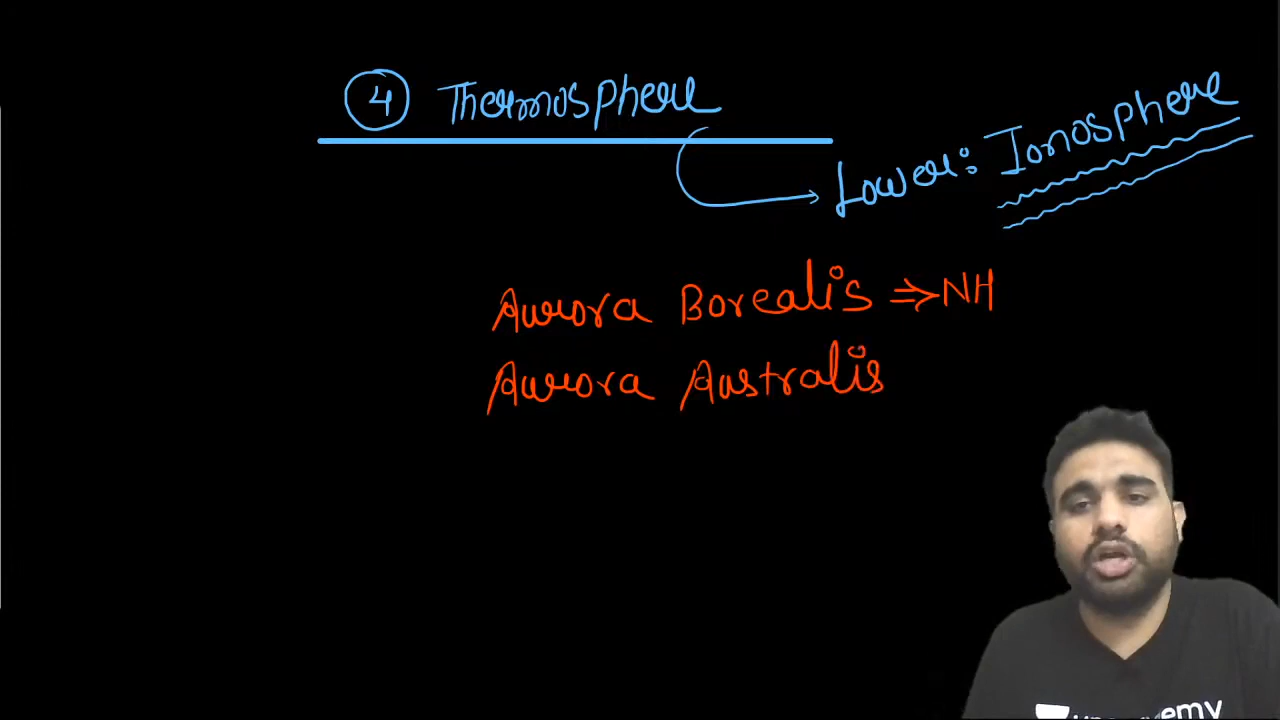 4 Thermosphere
Lower: Ionosphere
Aurora Borealis ⇒ NH
Aurora Australis